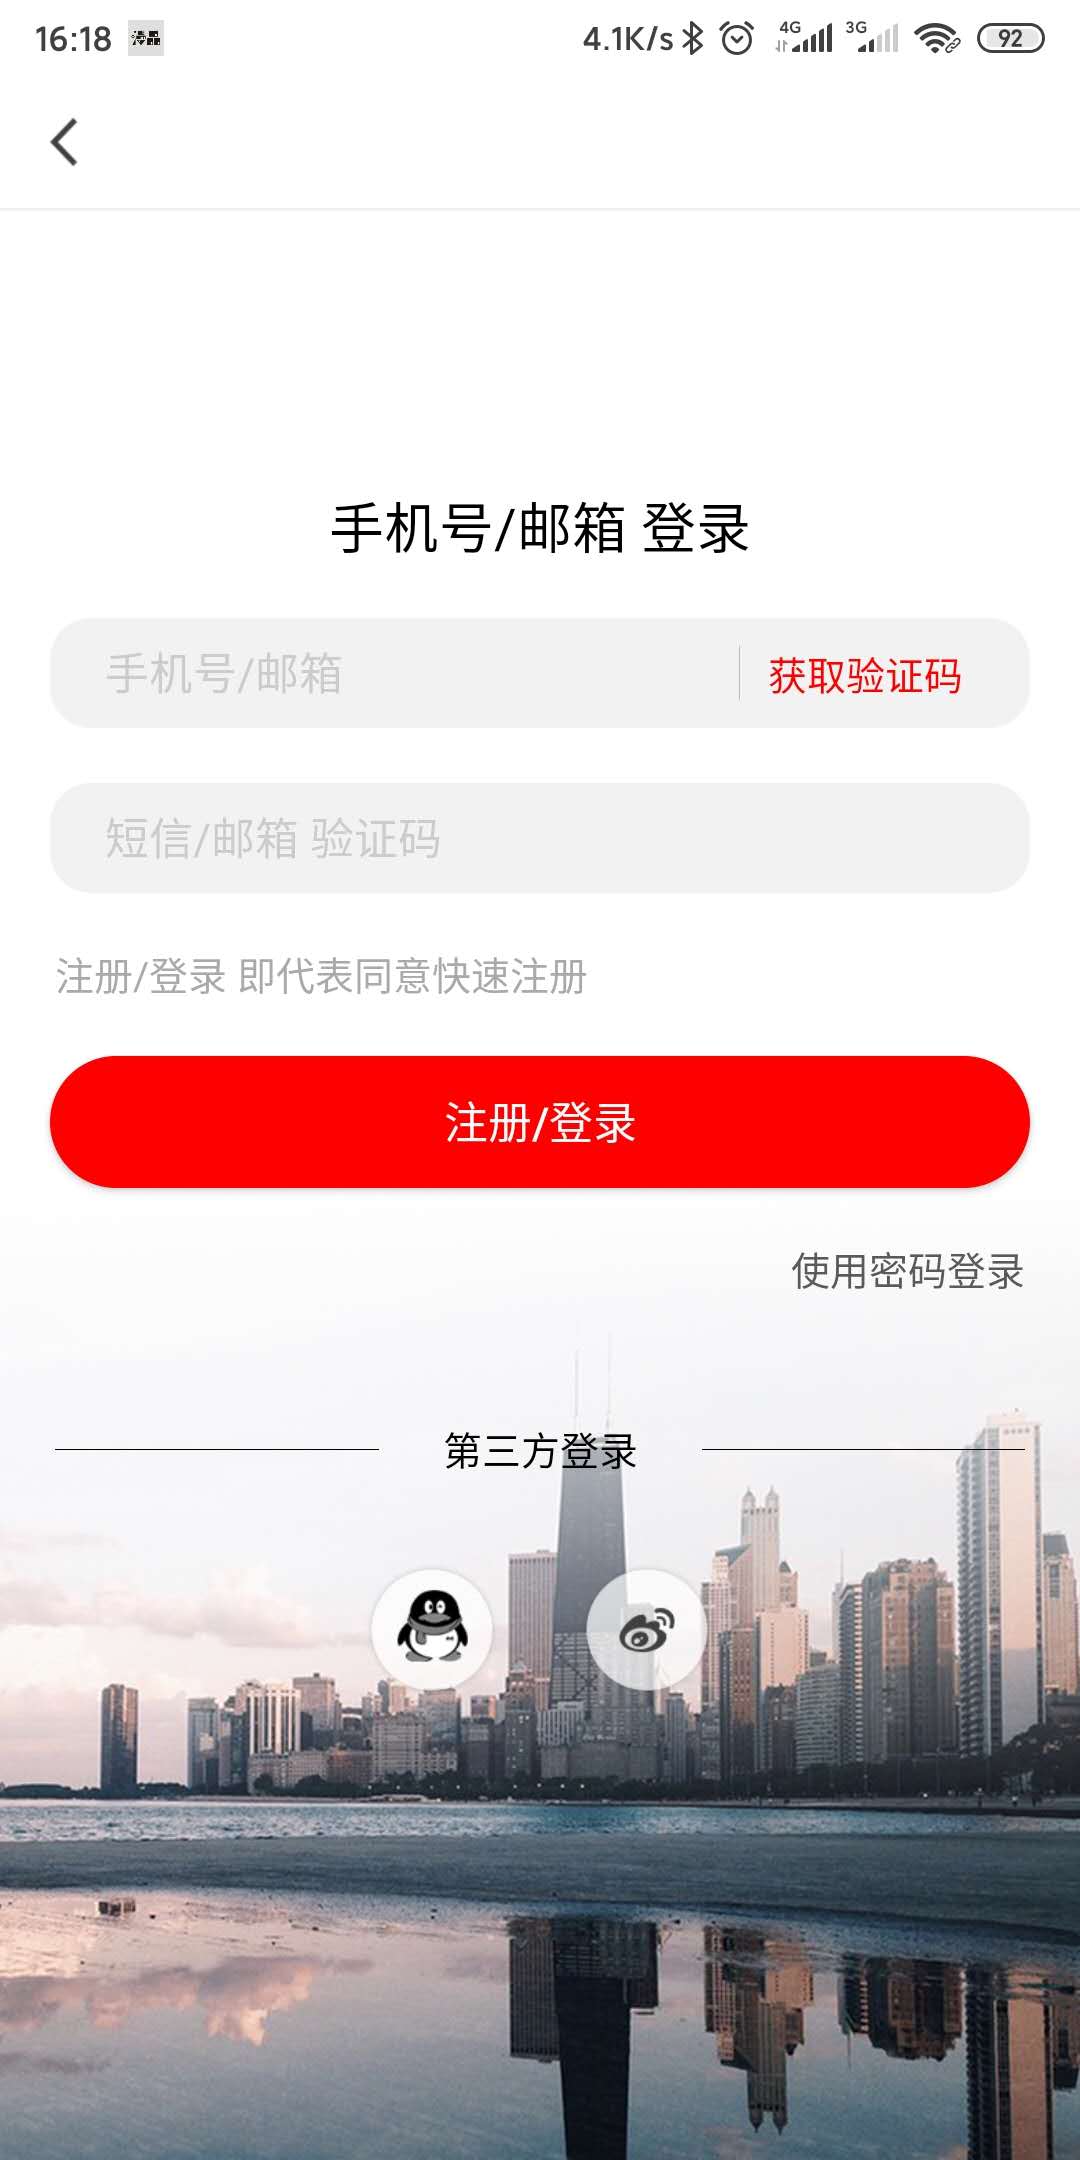 16:18 4.1K/s 4G 3G 92
手机号/邮箱 登录
手机号/邮箱 获取验证码
短信/邮箱 验证码
注册/登录 即代表同意快速注册
注册/登录
使用密码登录
第三方登录